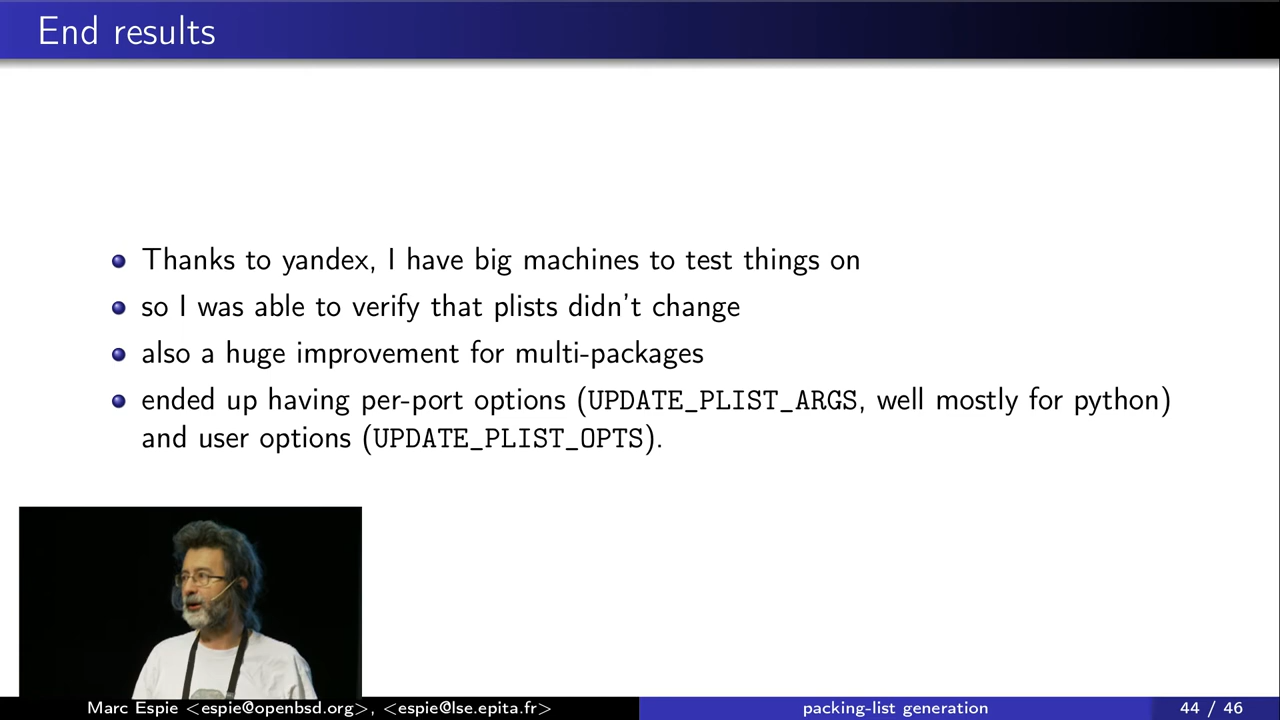 End results
Thanks to yandex, I have big machines to test things on
so I was able to verify that plists didn't change
also a huge improvement for multi-packages
ended up having per-port options (UPDATE_PLIST_ARGS, well mostly for python)
and user options (UPDATE_PLIST_OPTS).
Marc Espie <espie@openbsd.org>, <espie@lse.epita.fr>
packing-list generation
44 / 46